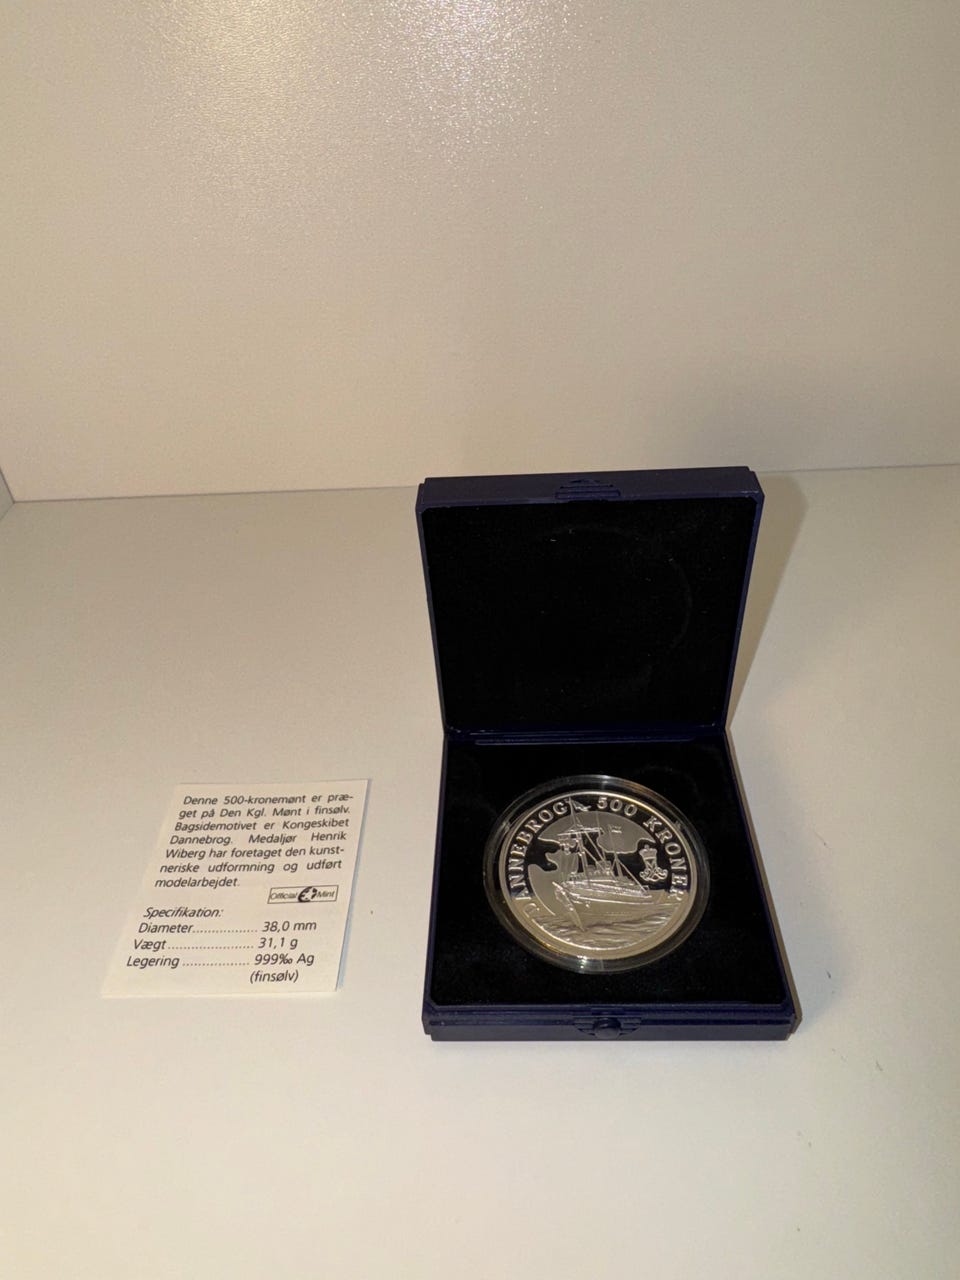 Denne 500-kronemønt er præ-
get på Den Kgl. Mønt i finsølv.
Bagsidemotivet er Kongeskibet
Dannebrog. Medaljør Henrik
Wiberg har foretaget den kunst-
neriske udformning og udført
modelarbejdet.
Official Mint
Specifikation:
Diameter.................. 38,0 mm
Vægt........................ 31,1 g
Legering .................. 999‰ Ag
(finsølv)
DANNEBROG 500 KRONER